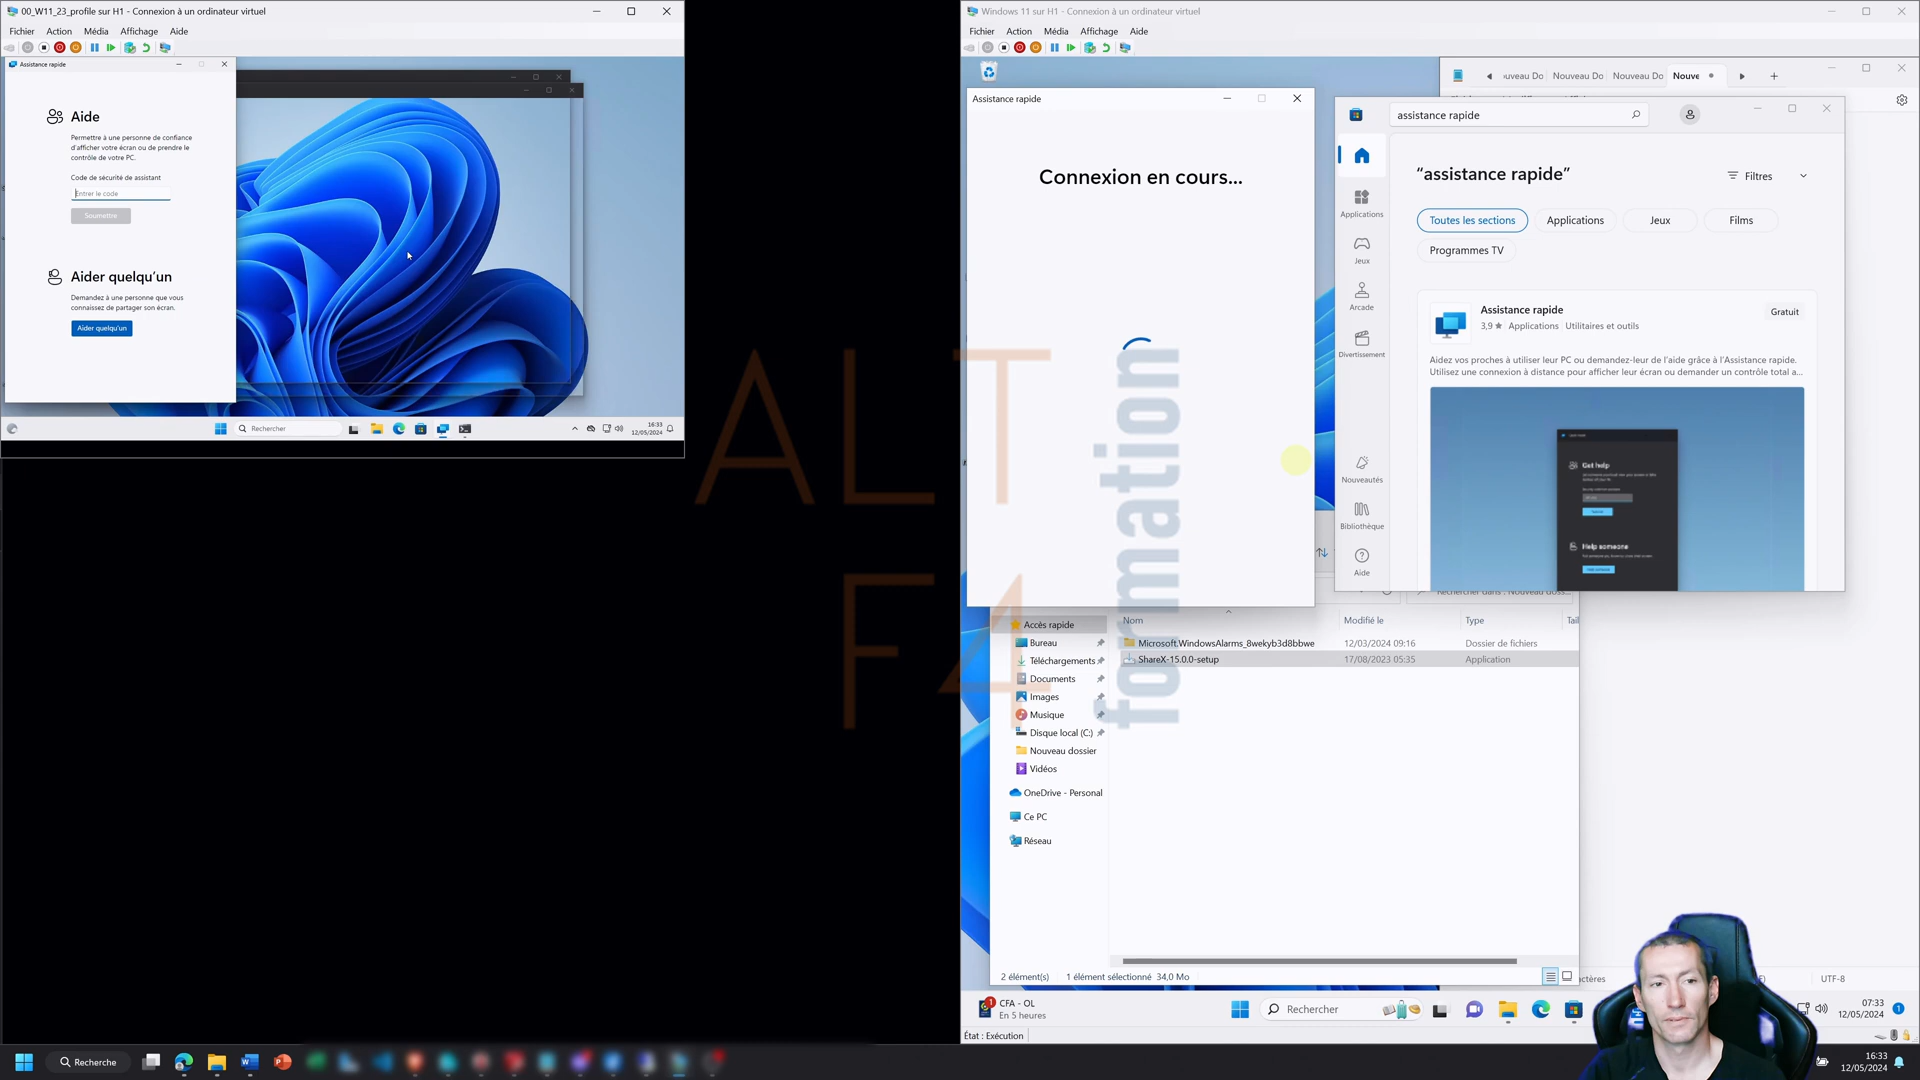 00_W11_23_profile sur H1 - Connexion à un ordinateur virtuel
Fichier Action Média Affichage Aide
Assistance rapide
Aide
Permettre à une personne de confiance
d'afficher votre écran ou de prendre le
contrôle de votre PC.
Code de sécurité de assistant
Entrer le code
Soumettre
Aider quelqu'un
Demandez à une personne que vous
connaissez de partager son écran.
Aider quelqu'un
Rechercher
16:33
12/05/2024
ALT
F4
formation
Windows 11 sur H1 - Connexion à un ordinateur virtuel
Fichier Action Média Affichage Aide
Assistance rapide
Connexion en cours...
Nouveau Do
Nouveau Do
Nouve
assistance rapide
Applications
Jeux
Arcade
Divertissement
Nouveautés
Bibliothèque
Aide
“assistance rapide”
Filtres
Toutes les sections
Applications
Jeux
Films
Programmes TV
Assistance rapide
3,9 ★ Applications Utilitaires et outils
Gratuit
Aidez vos proches à utiliser leur PC ou demandez-leur de l'aide grâce à l'Assistance rapide.
Utilisez une connexion à distance pour afficher leur écran ou demander un contrôle total a...
Get help
Help someone
Rechercher dans : Nouveau doss...
Nom Modifié le Type Tail
Microsoft.WindowsAlarms_8wekyb3d8bbwe 12/03/2024 09:16 Dossier de fichiers
ShareX-15.0.0-setup 17/08/2023 05:35 Application
Accès rapide
Bureau
Téléchargements
Documents
Images
Musique
Disque local (C:)
Nouveau dossier
Vidéos
OneDrive - Personal
Ce PC
Réseau
2 élément(s) 1 élément sélectionné 34,0 Mo
UTF-8
1
CFA - OL
En 5 heures
Rechercher
07:33
12/05/2024
1
État : Exécution
Recherche
16:33
12/05/2024